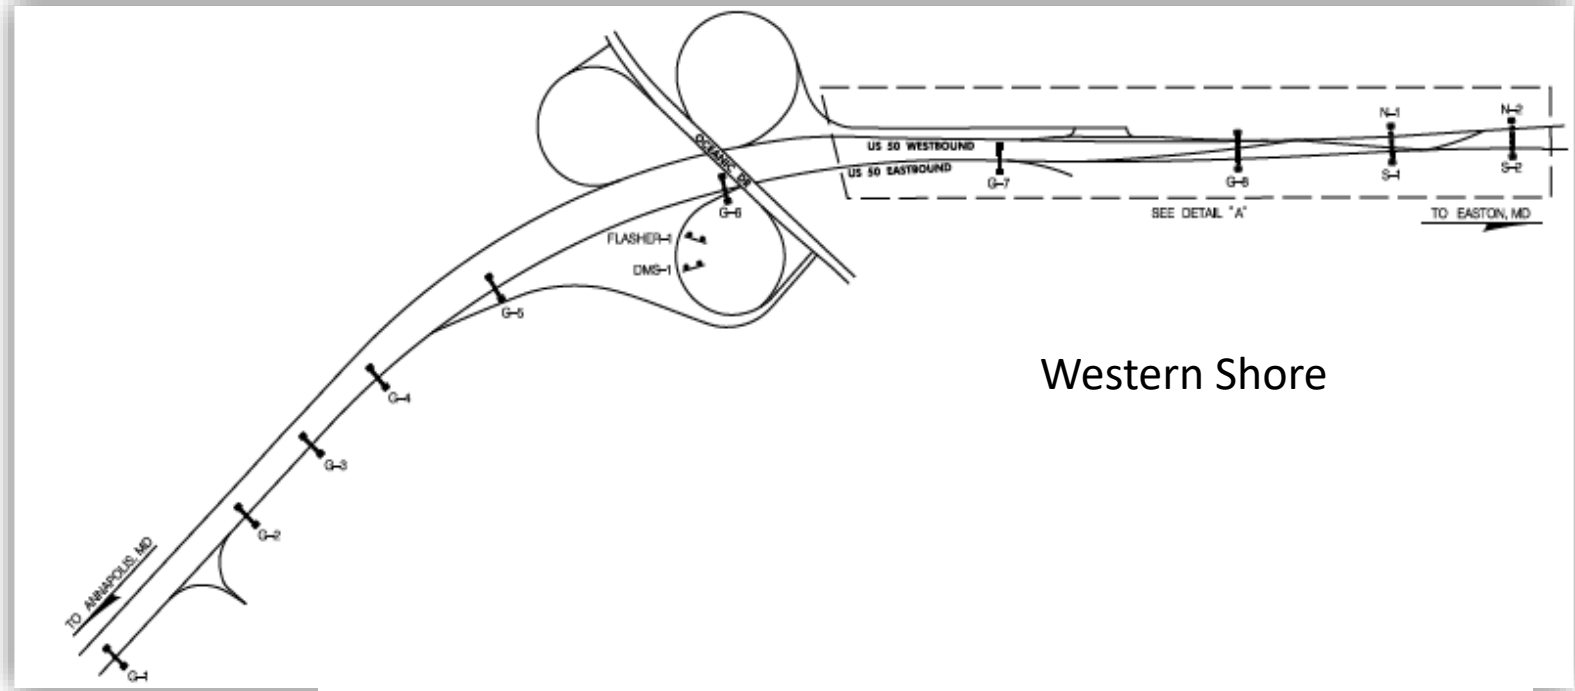 N-1
N-2
OCEANIC DR
US 50 WESTBOUND
US 50 EASTBOUND
G-7
G-8
S-1
S-2
G-6
SEE DETAIL "A"
TO EASTON, MD
FLASHER-1
DMS-1
G-5
Western Shore
G-4
G-3
G-2
TO ANNAPOLIS, MD
G-1